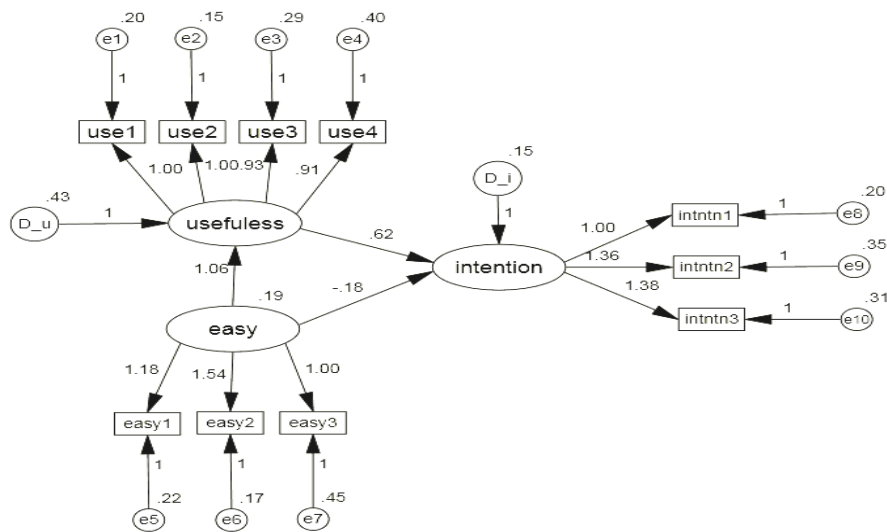 .20 .15 .29 .40
e1 e2 e3 e4
1 1 1 1
use1 use2 use3 use4
1.00 1.00 .93 .91
.43
D_u 1 usefuless
.15
D_i
1
.62
1.06
-.18
intention
.19
easy
1.00 intntn1 1 e8 .20
1.36 intntn2 1 e9 .35
1.38 intntn3 1 e10 .31
1.18 1.54 1.00
easy1 easy2 easy3
1 1 1
.22 .17 .45
e5 e6 e7